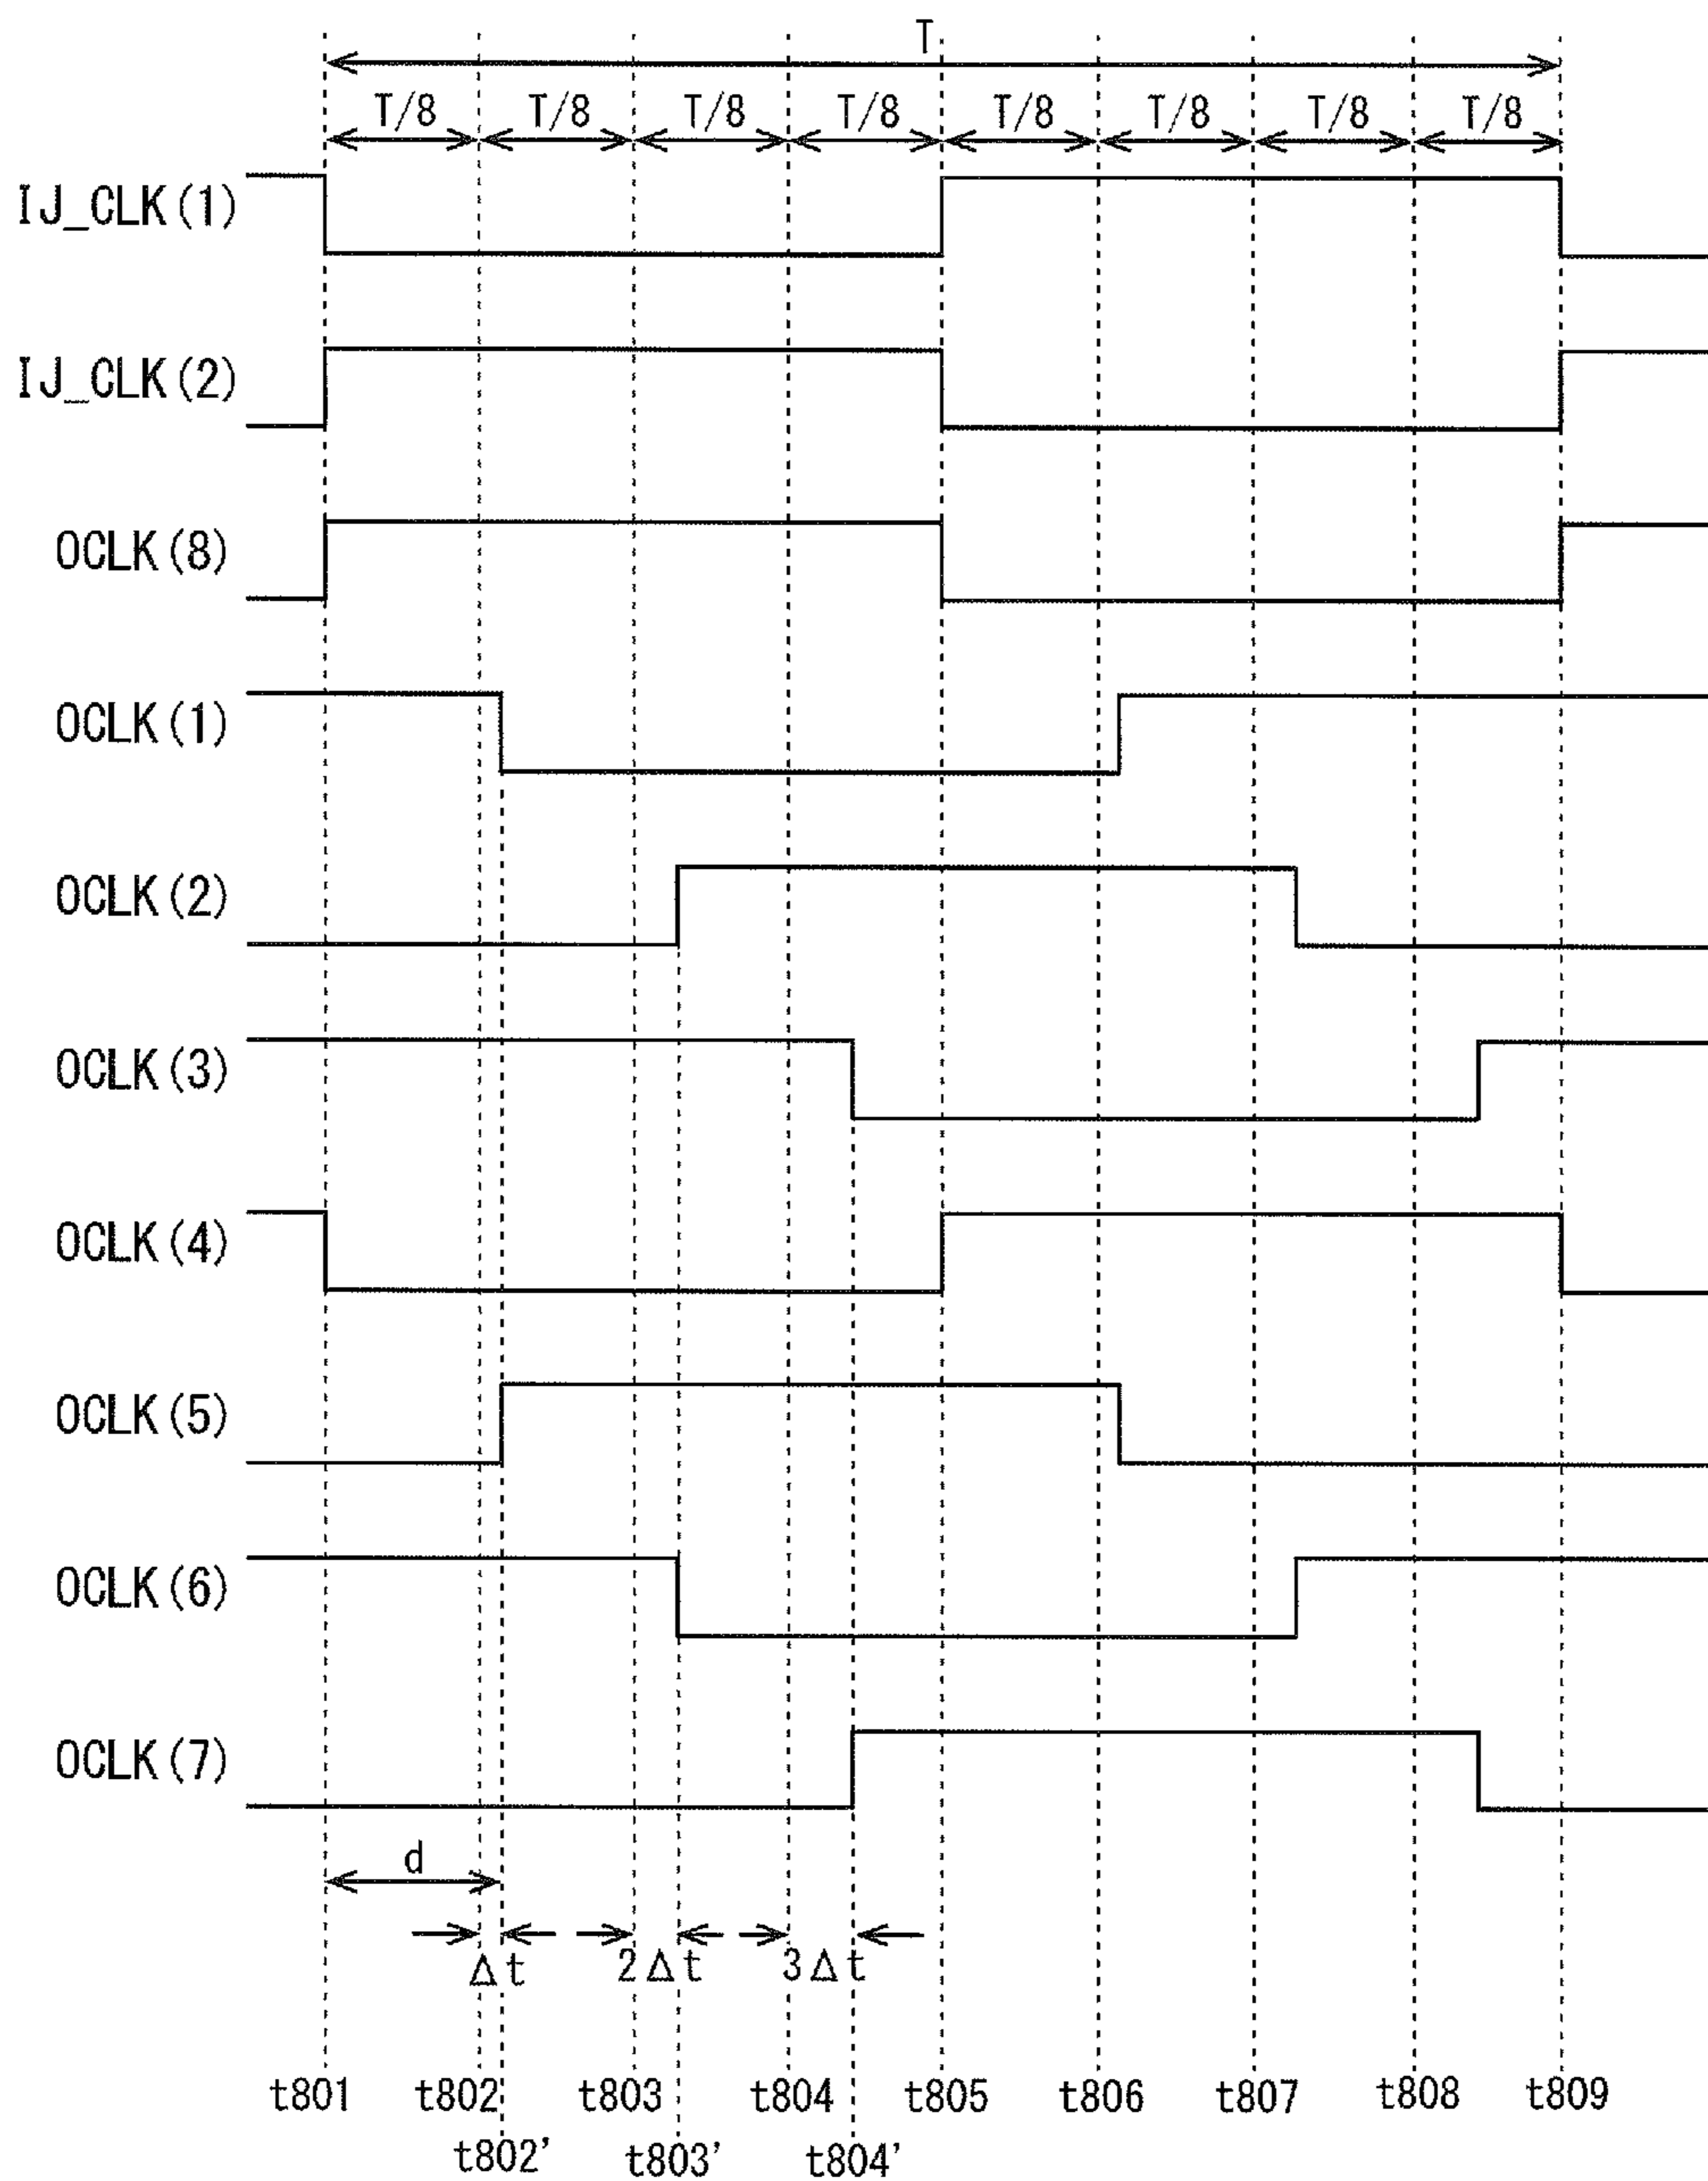 T
T/8 T/8 T/8 T/8 T/8 T/8 T/8 T/8
IJ_CLK(1)
IJ_CLK(2)
OCLK(8)
OCLK(1)
OCLK(2)
OCLK(3)
OCLK(4)
OCLK(5)
OCLK(6)
OCLK(7)
d
Δt 2Δt 3Δt
t801 t802 t803 t804 t805 t806 t807 t808 t809
t802' t803' t804'